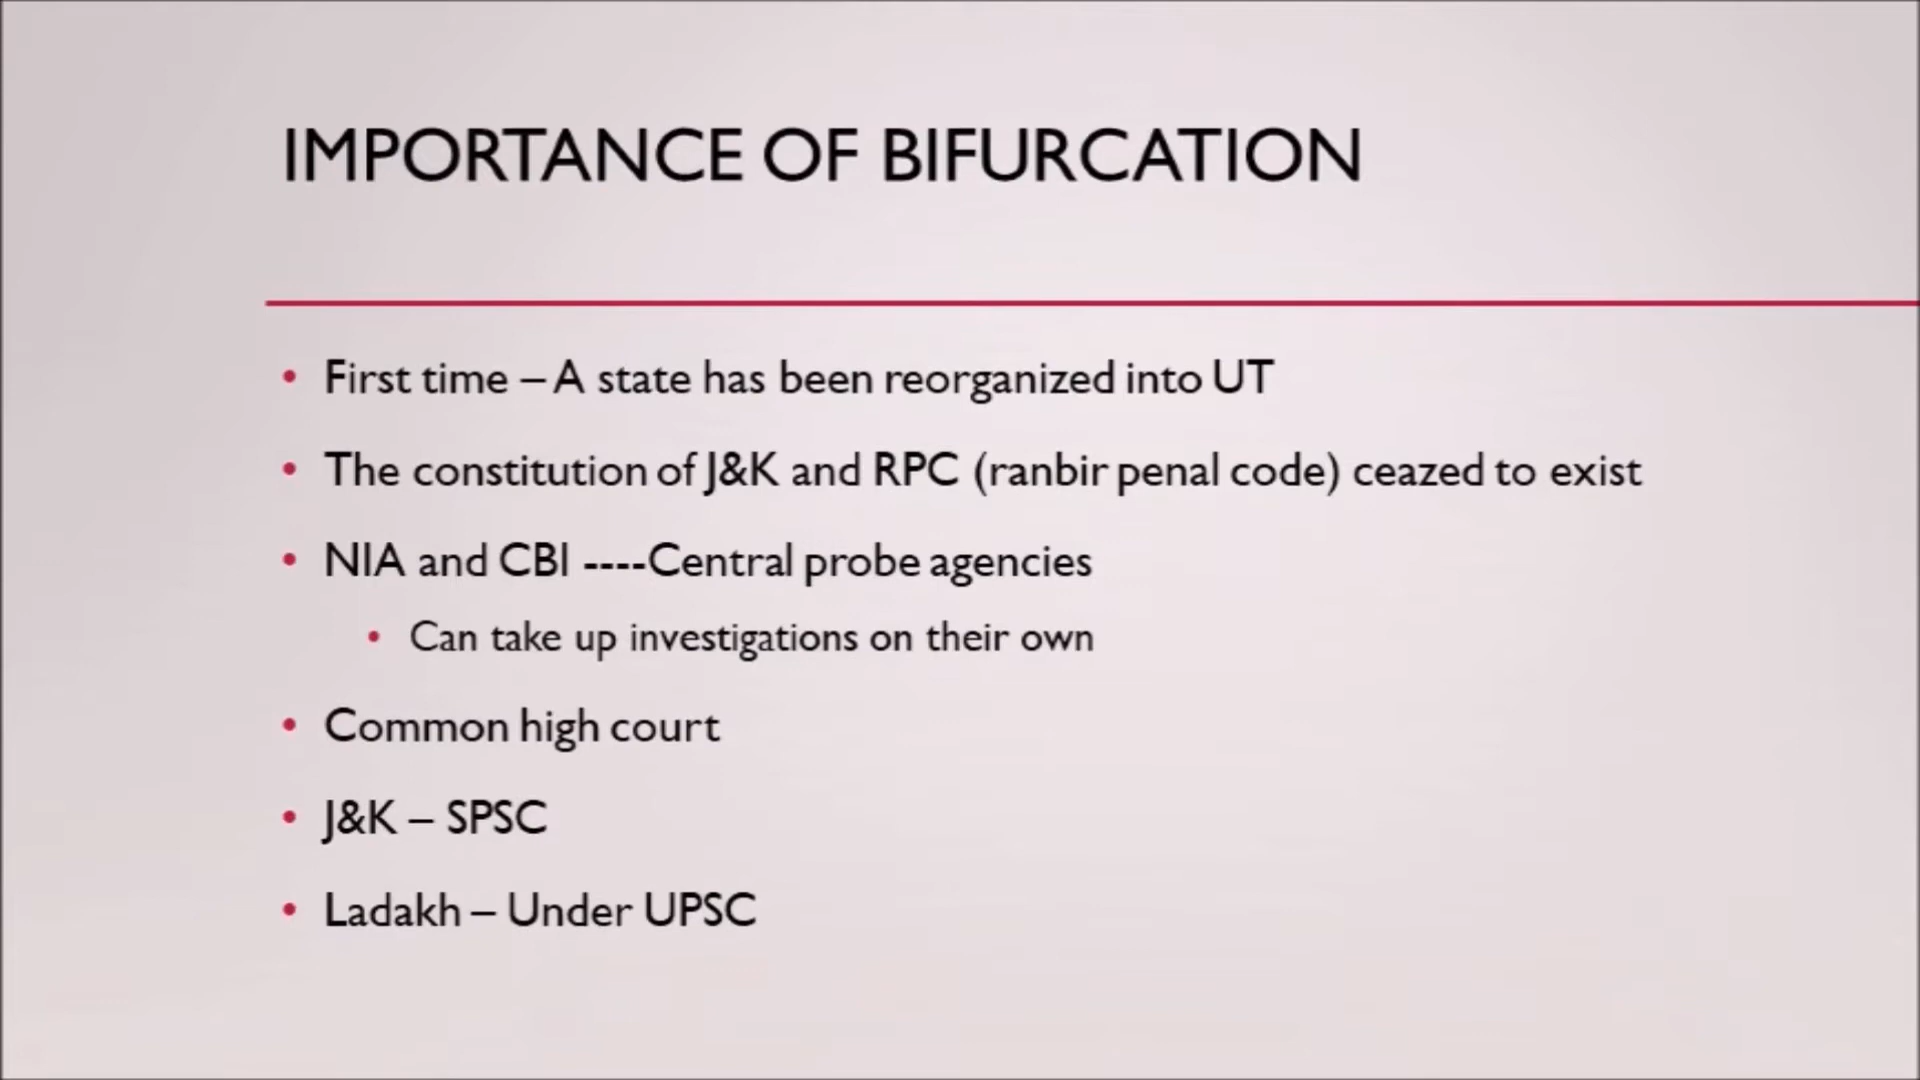 IMPORTANCE OF BIFURCATION
• First time – A state has been reorganized into UT
• The constitution of J&K and RPC (ranbir penal code) ceazed to exist
• NIA and CBI ----Central probe agencies
• Can take up investigations on their own
• Common high court
• J&K – SPSC
• Ladakh – Under UPSC